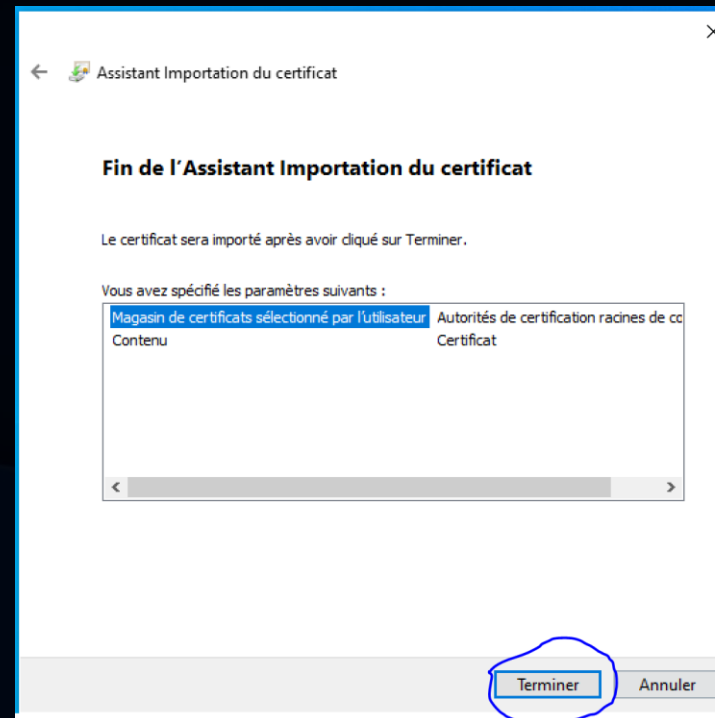 Assistant Importation du certificat
Fin de l'Assistant Importation du certificat
Le certificat sera importé après avoir cliqué sur Terminer.
Vous avez spécifié les paramètres suivants :
Magasin de certificats sélectionné par l'utilisateur Autorités de certification racines de cc
Contenu Certificat
Terminer Annuler